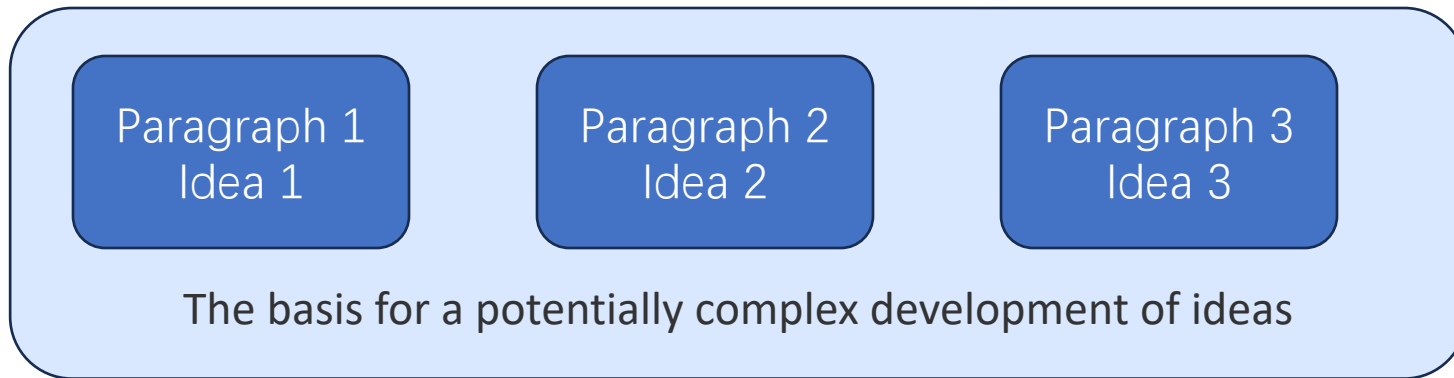 Paragraph 1
Idea 1
Paragraph 2
Idea 2
Paragraph 3
Idea 3
The basis for a potentially complex development of ideas